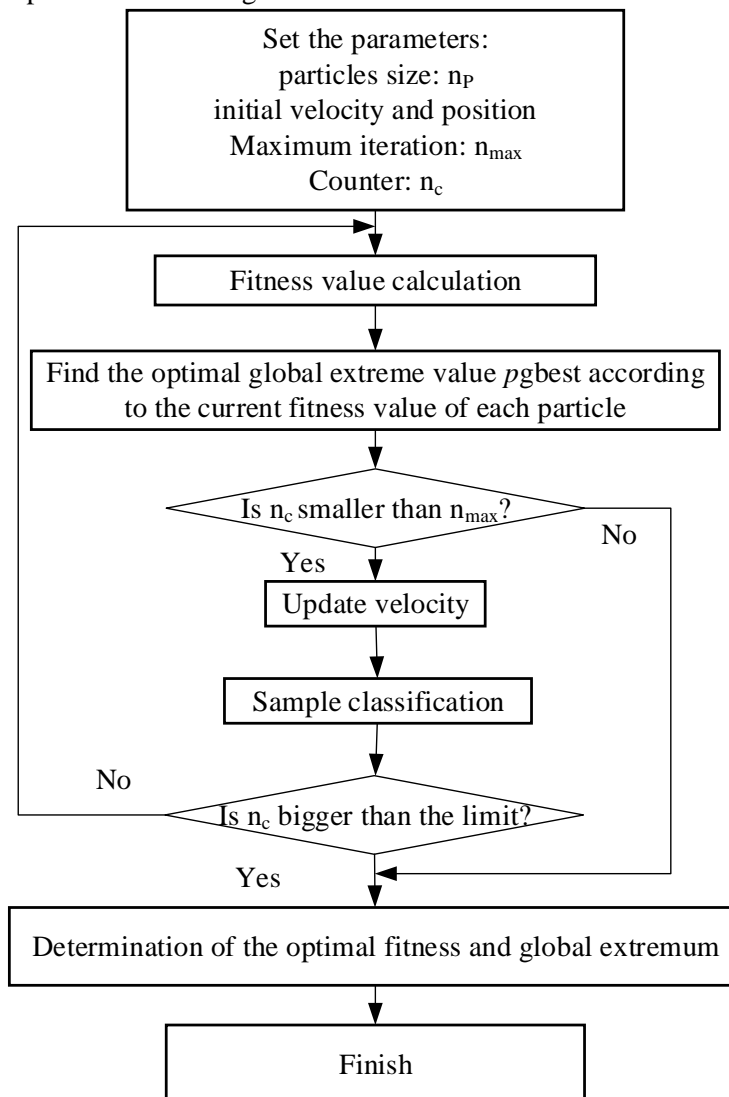 Set the parameters:
particles size: nP
initial velocity and position
Maximum iteration: nmax
Counter: nc
Fitness value calculation
Find the optimal global extreme value pgbest according
to the current fitness value of each particle
Is nc smaller than nmax?
No
Yes
Update velocity
Sample classification
No
Is nc bigger than the limit?
Yes
Determination of the optimal fitness and global extremum
Finish